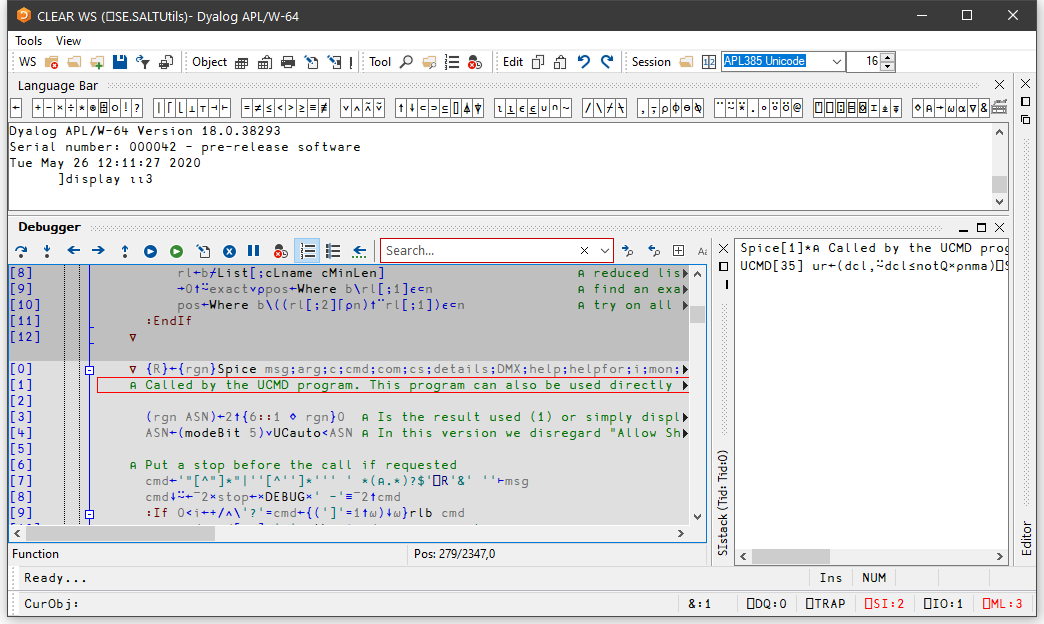 CLEAR WS (⎕SE.SALTUtils)- Dyalog APL/W-64
Tools View
WS Object Tool Edit Session APL385 Unicode 16
Language Bar
← + - × ÷ * ⍟ ⌹ ○ ! ? | ⌈ ⌊ ⊥ ⊤ ⊣ ⊢ = ≠ ≤ < > ≥ ≡ ≢ ∨ ∧ ⍲ ⍱ ↑ ↓ ⊂ ⊃ ⊆ ⌷ ⍋ ⍒ ⍳ ⍸ ∊ ⍷ ∪ ∩ ~ / \ ⌿ ⍀ , ⍪ ⍴ ⌽ ⊖ ⍉ ¨ ⍨ ⍣ . ∘ ⍤ ⍥ @ ⍞ ⎕ ⍠ ⌸ ⍎ ⍕ ⋄ ⍝ → ⍵ ⍺ ∇ &
Dyalog APL/W-64 Version 18.0.38293
Serial number: 000042 - pre-release software
Tue May 26 12:11:27 2020
]display ⍳⍳3
Debugger
Search...
[8] rl←b⌿List[;cLname cMinLen] ⍝ reduced lis
[9] →0↑⍨exact∨⍴pos←Where b\rl[;1]∊⊂n ⍝ find an exa
[10] pos←Where b\((rl[;2]⌈⍴n)↑¨rl[;1])∊⊂n ⍝ try on all
[11] :EndIf
[12] ∇
[0] ∇ {R}←{rgn}Spice msg;arg;c;cmd;com;cs;details;DMX;help;helpfor;i;mon;
[1] ⍝ Called by the UCMD program. This program can also be used directly
[2]
[3] (rgn ASN)←2↑{6::1 ⋄ rgn}0 ⍝ Is the result used (1) or simply displ
[4] ASN←(modeBit 5)∨UCauto<ASN ⍝ In this version we disregard "Allow Sh
[5]
[6] ⍝ Put a stop before the call if requested
[7] cmd←'"[^"]*"|''[^'']*''' ' *(⍝.*)?$'⎕R'&' ''⊢msg
[8] cmd↓⍨←¯2×stop←×DEBUG×' -'≡¯2↑cmd
[9] :If 0<i←+/∧\'?'=cmd←{(']'=1↑⍵)↓⍵}rlb cmd
Function Pos: 279/2347,0
SIstack (Tid: Tid:0)
Spice[1]*⍝ Called by the UCMD prog
UCMD[35] ur←(dcl,⍨dcl≤notQ×⍴nma)⎕S
Editor
Ready... Ins NUM
CurObj: &:1 ⎕DQ:0 ⎕TRAP ⎕SI:2 ⎕IO:1 ⎕ML:3